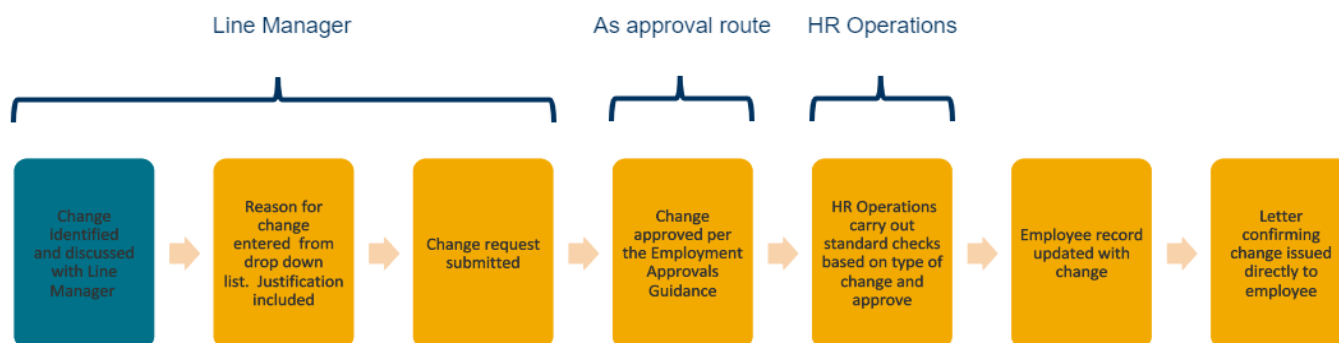 Line Manager
As approval route
HR Operations
Change
identified
and discussed
with Line
Manager
Reason for
change
entered from
drop down
list. Justification
included
Change request
submitted
Change
approved per
the Employment
Approvals
Guidance
HR Operations
carry out
standard checks
based on type of
change and
approve
Employee record
updated with
change
Letter
confirming
change issued
directly to
employee